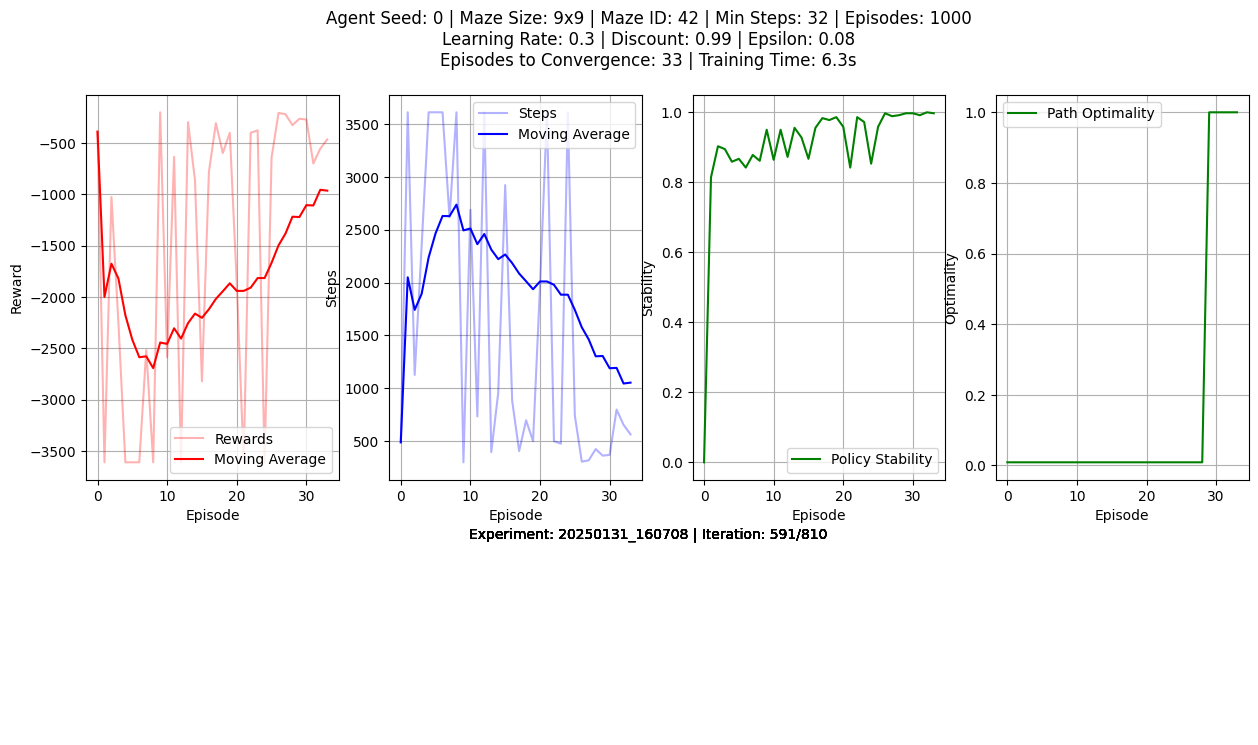 Agent Seed: 0 | Maze Size: 9x9 | Maze ID: 42 | Min Steps: 32 | Episodes: 1000
Learning Rate: 0.3 | Discount: 0.99 | Epsilon: 0.08
Episodes to Convergence: 33 | Training Time: 6.3s
Reward
−500
−1000
−1500
−2000
−2500
−3000
−3500
Rewards
Moving Average
0
10
20
30
Episode
Steps
3500
3000
2500
2000
1500
1000
500
Steps
Moving Average
0
10
20
30
Episode
Stability
1.0
0.8
0.6
0.4
0.2
0.0
Policy Stability
0
10
20
30
Episode
Optimality
1.0
0.8
0.6
0.4
0.2
0.0
Path Optimality
0
10
20
30
Episode
Experiment: 20250131_160708 | Iteration: 591/810